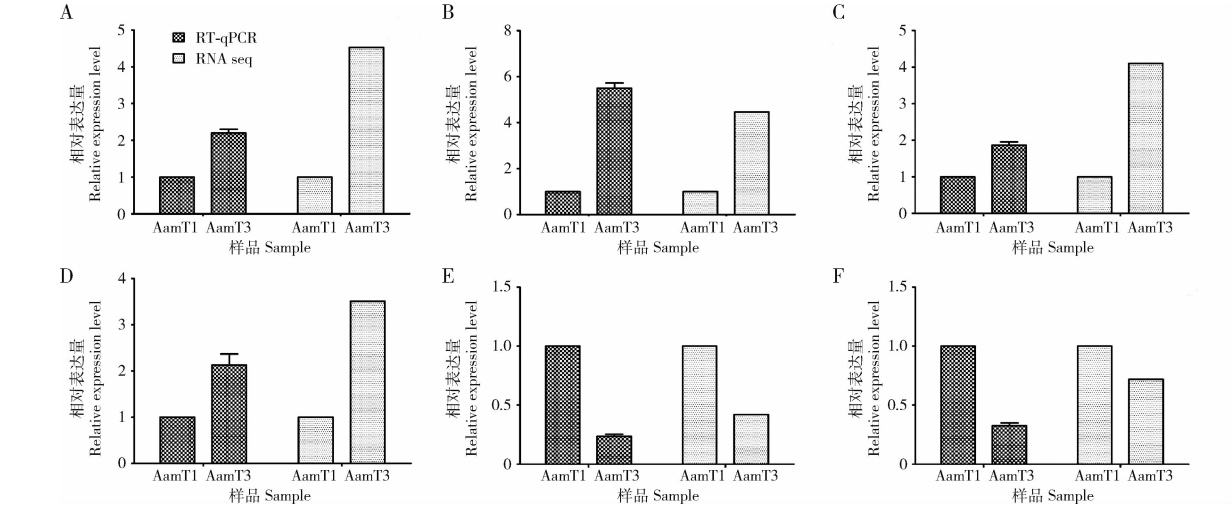 A
5
4
3
2
1
0
相对表达量
Relative expression level
RT-qPCR
RNA seq
AamT1 AamT3 AamT1 AamT3
样品 Sample
B
8
6
4
2
0
相对表达量
Relative expression level
AamT1 AamT3 AamT1 AamT3
样品 Sample
C
5
4
3
2
1
0
相对表达量
Relative expression level
AamT1 AamT3 AamT1 AamT3
样品 Sample
D
4
3
2
1
0
相对表达量
Relative expression level
AamT1 AamT3 AamT1 AamT3
样品 Sample
E
1.5
1.0
0.5
0
相对表达量
Relative expression level
AamT1 AamT3 AamT1 AamT3
样品 Sample
F
1.5
1.0
0.5
0
相对表达量
Relative expression level
AamT1 AamT3 AamT1 AamT3
样品 Sample